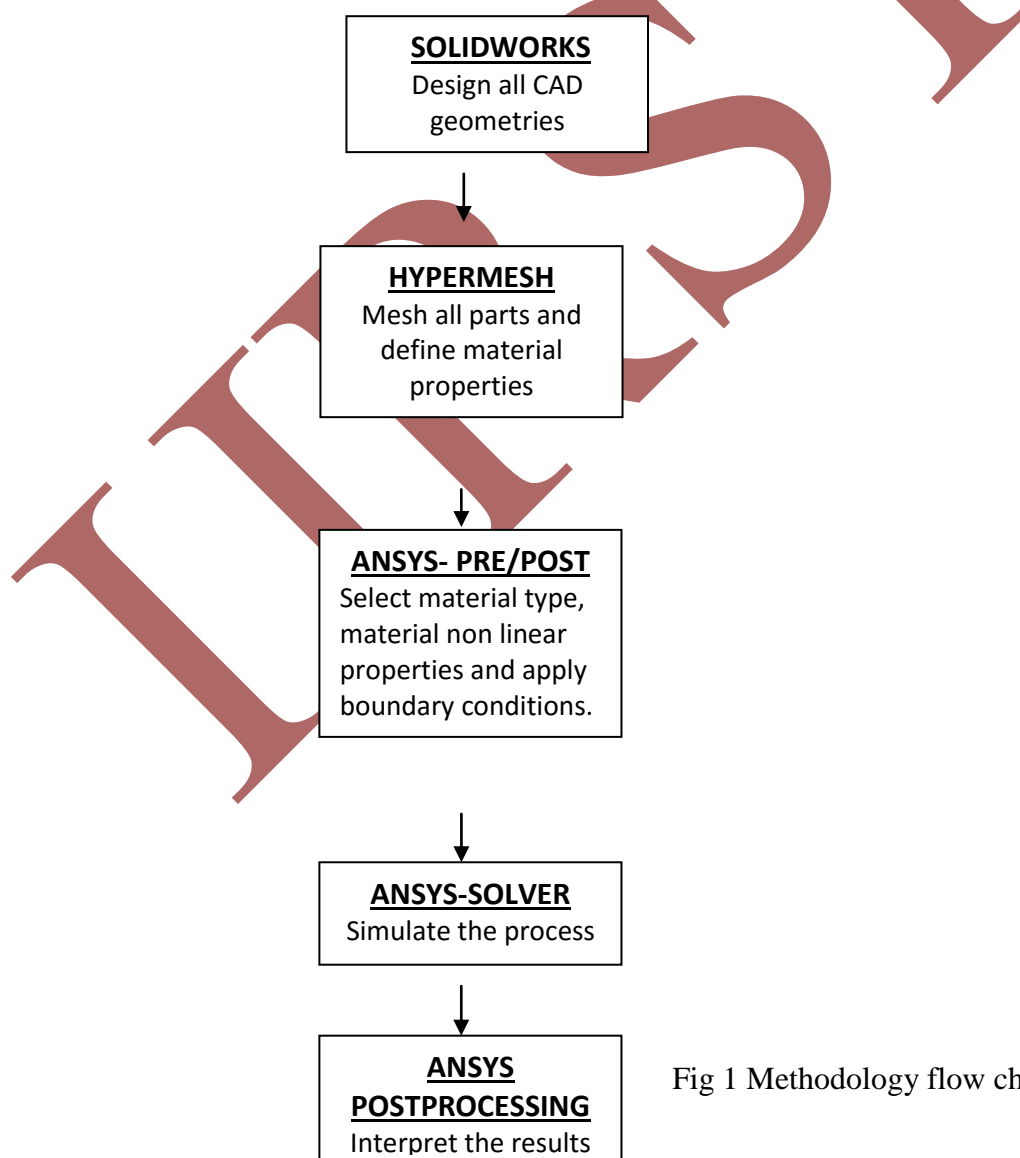 SOLIDWORKS
Design all CAD
geometries
HYPERMESH
Mesh all parts and
define material
properties
ANSYS- PRE/POST
Select material type,
material non linear
properties and apply
boundary conditions.
ANSYS-SOLVER
Simulate the process
ANSYS
POSTPROCESSING
Interpret the results
Fig 1 Methodology flow ch